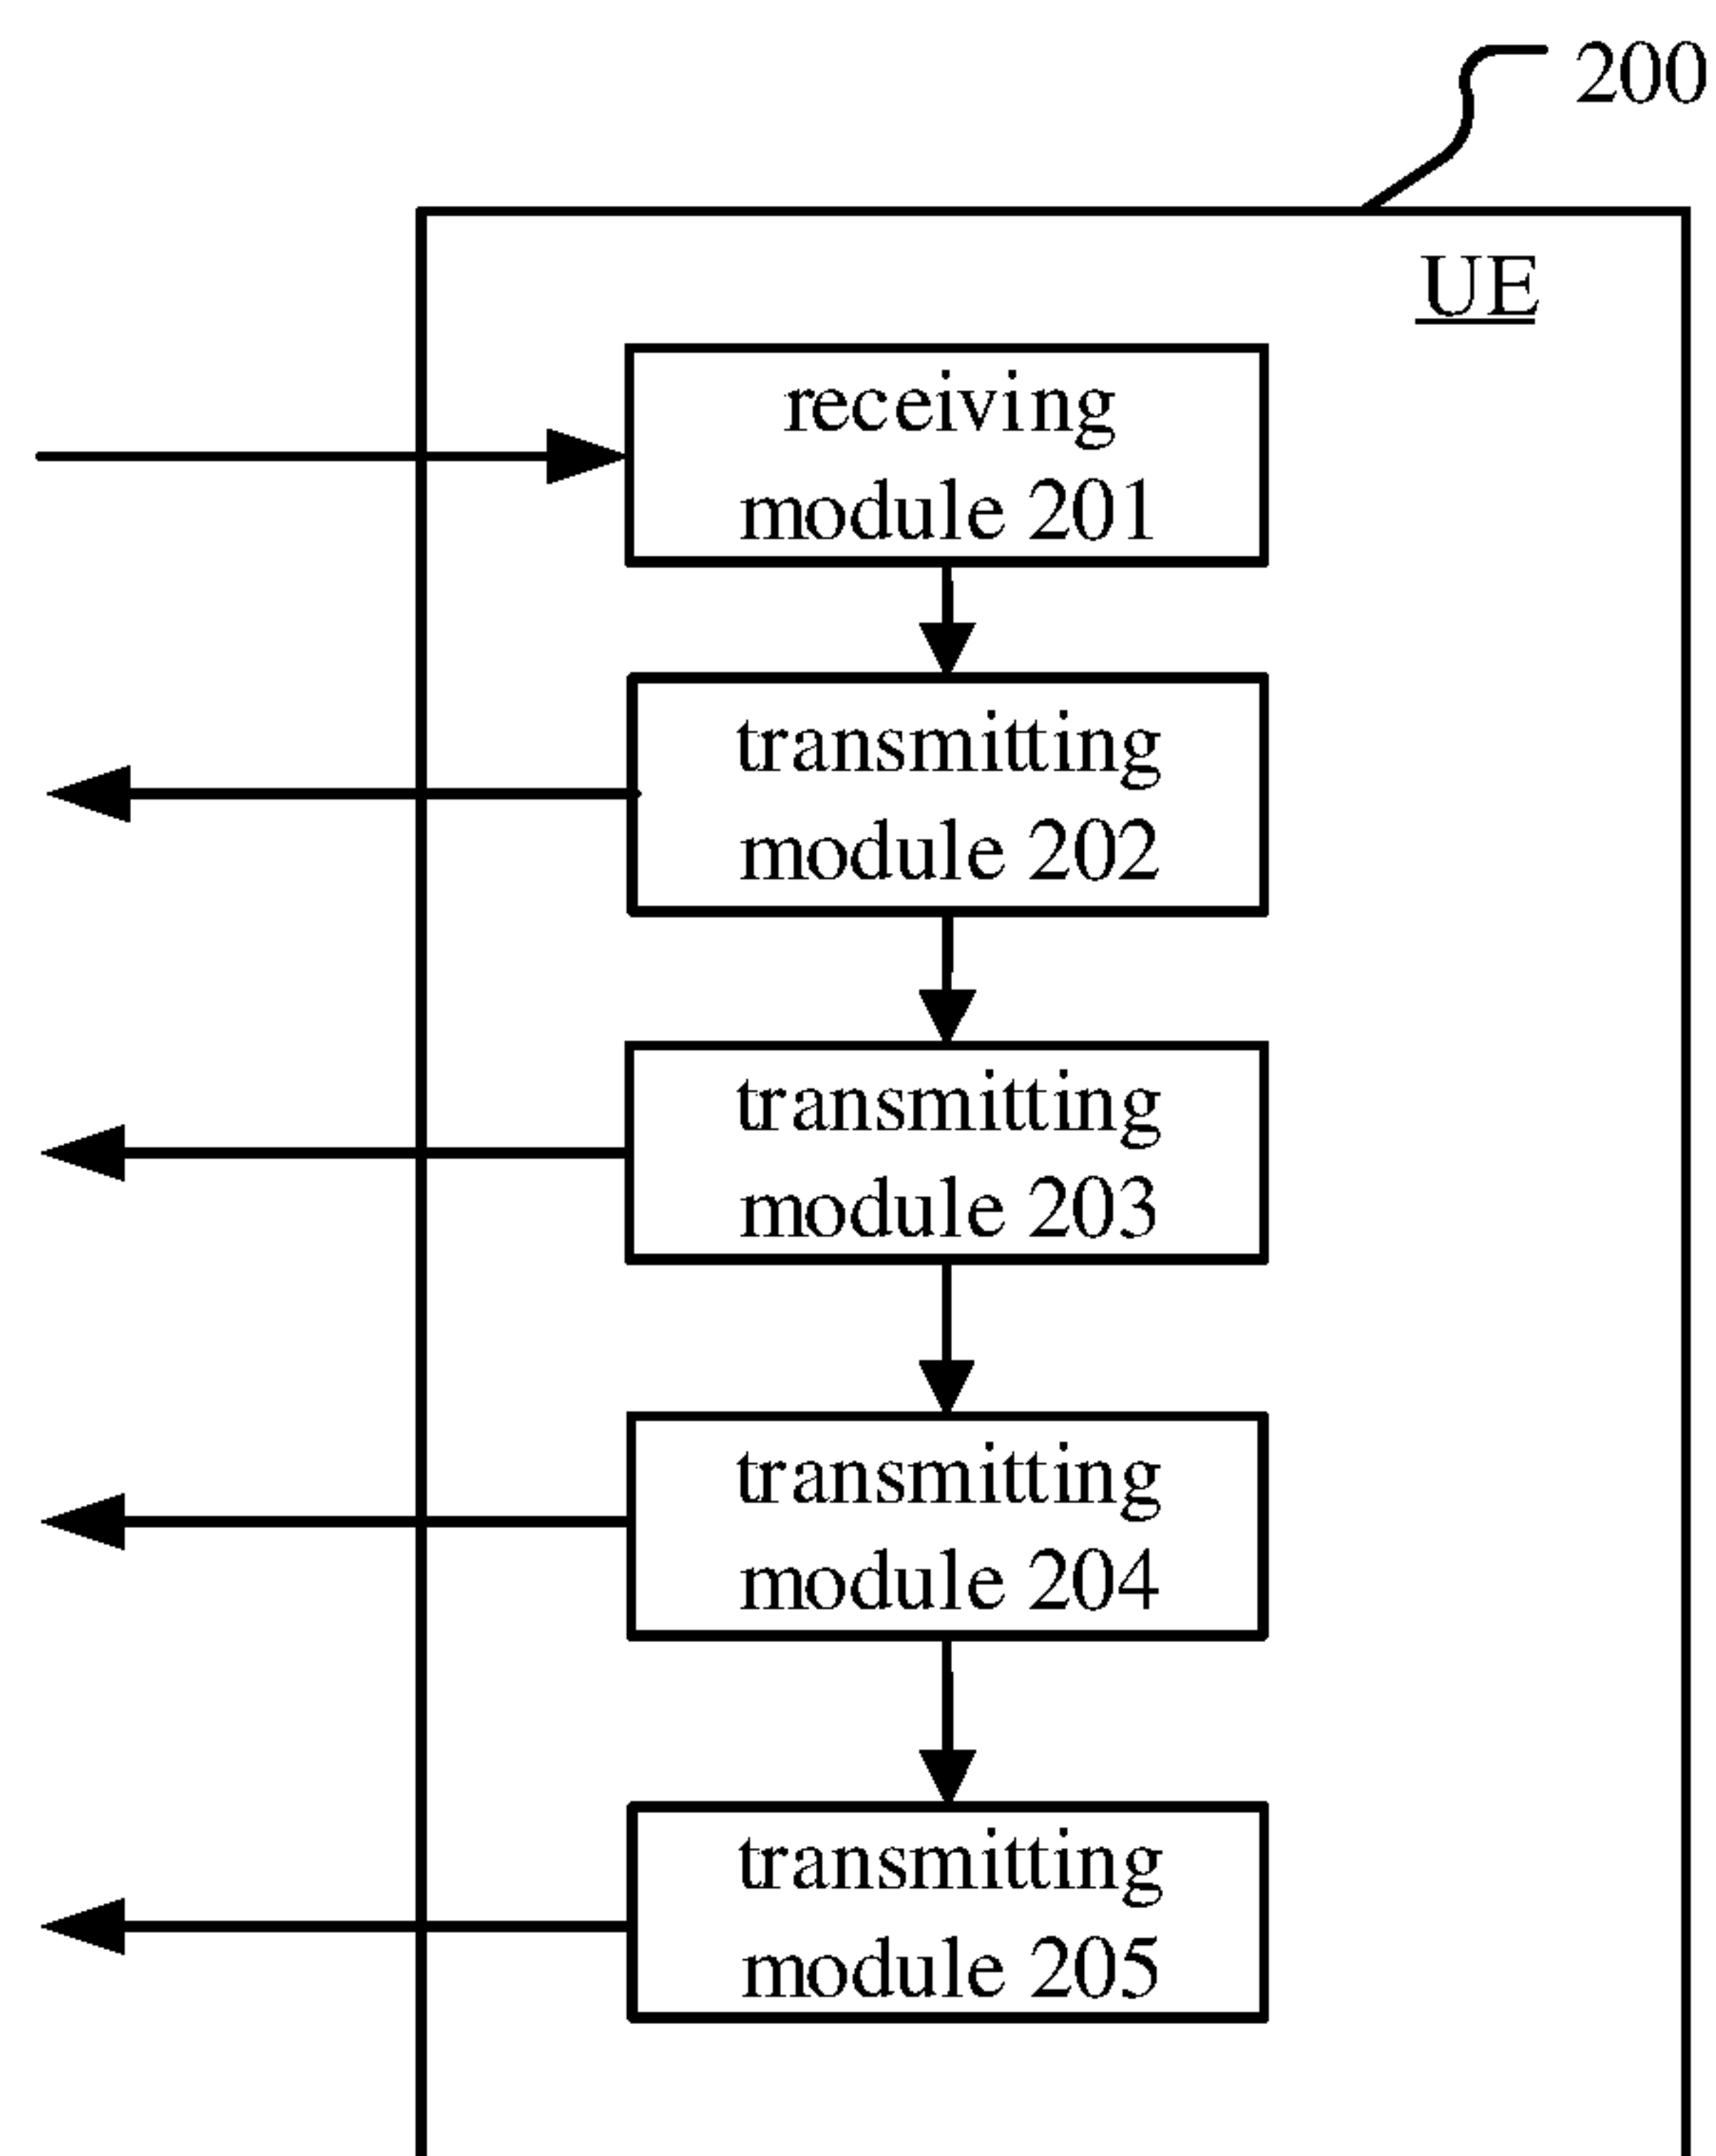 200
UE
receiving
module 201
transmitting
module 202
transmitting
module 203
transmitting
module 204
transmitting
module 205